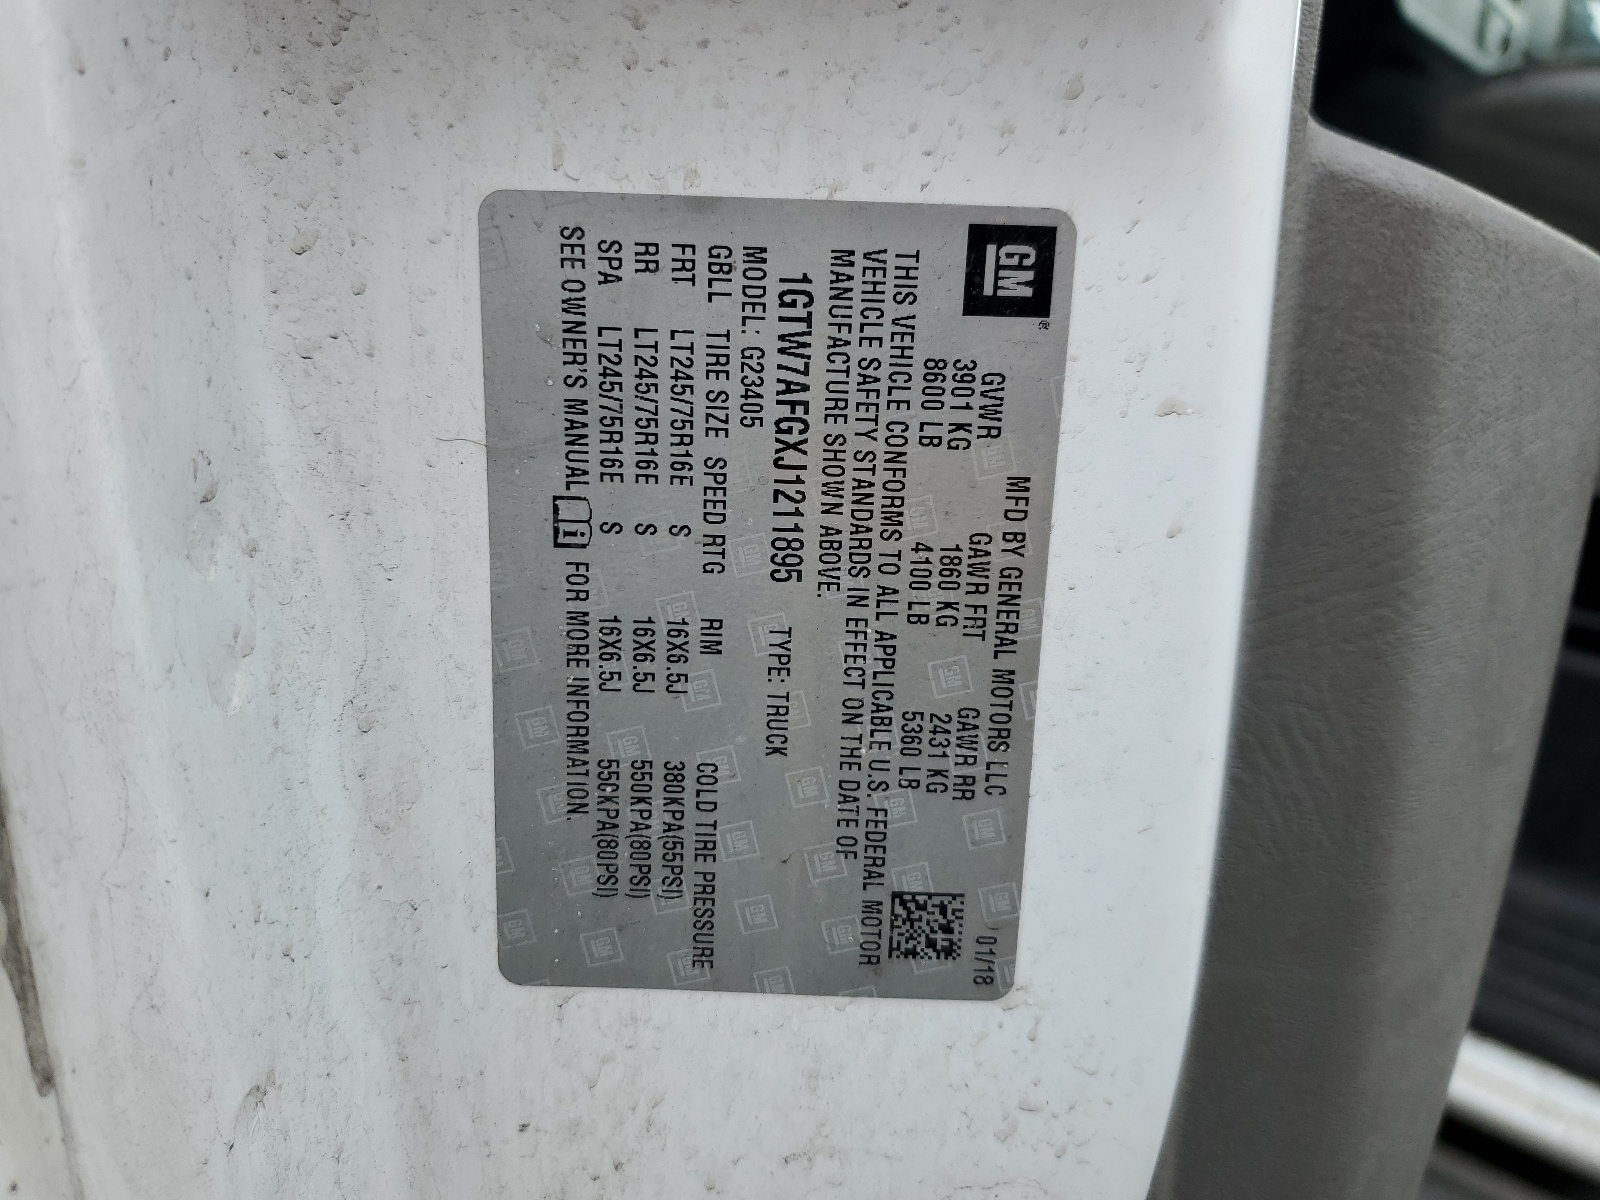 GM®
MFD BY GENERAL MOTORS LLC 01/18
GVWR GAWR FRT GAWR RR
3901 KG 1860 KG 2431 KG
8600 LB 4100 LB 5360 LB
THIS VEHICLE CONFORMS TO ALL APPLICABLE U.S. FEDERAL MOTOR
VEHICLE SAFETY STANDARDS IN EFFECT ON THE DATE OF
MANUFACTURE SHOWN ABOVE.
1GTW7AFGXJ1211895 TYPE: TRUCK
MODEL: G23405
GBLL TIRE SIZE SPEED RTG RIM COLD TIRE PRESSURE
FRT LT245/75R16E S 16X6.5J 380KPA(55PSI)
RR LT245/75R16E S 16X6.5J 550KPA(80PSI)
SPA LT245/75R16E S 16X6.5J 550KPA(80PSI)
SEE OWNER'S MANUAL i FOR MORE INFORMATION.